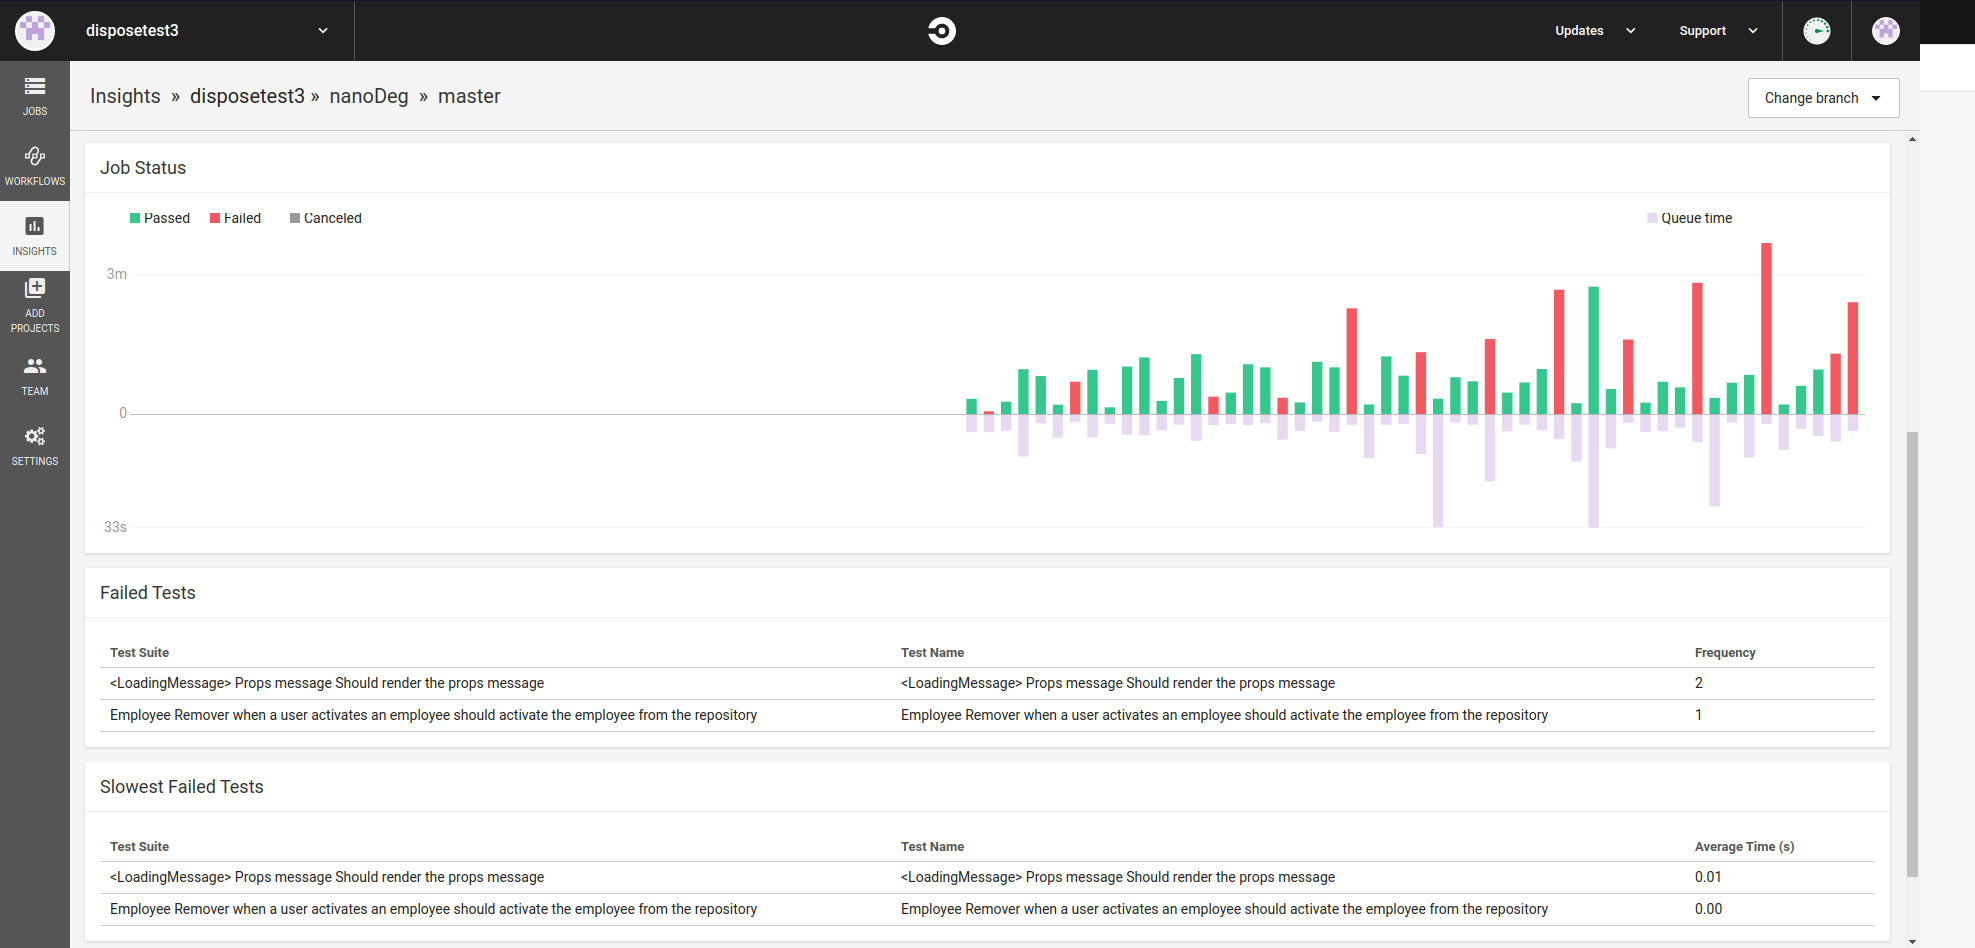 disposetest3
Updates
Support
JOBS
WORKFLOWS
INSIGHTS
ADD
PROJECTS
TEAM
SETTINGS
Insights » disposetest3 » nanoDeg » master
Change branch
Job Status
Passed Failed Canceled
Queue time
3m
0
33s
Failed Tests
Test Suite Test Name Frequency
<LoadingMessage> Props message Should render the props message <LoadingMessage> Props message Should render the props message 2
Employee Remover when a user activates an employee should activate the employee from the repository Employee Remover when a user activates an employee should activate the employee from the repository 1
Slowest Failed Tests
Test Suite Test Name Average Time (s)
<LoadingMessage> Props message Should render the props message <LoadingMessage> Props message Should render the props message 0.01
Employee Remover when a user activates an employee should activate the employee from the repository Employee Remover when a user activates an employee should activate the employee from the repository 0.00